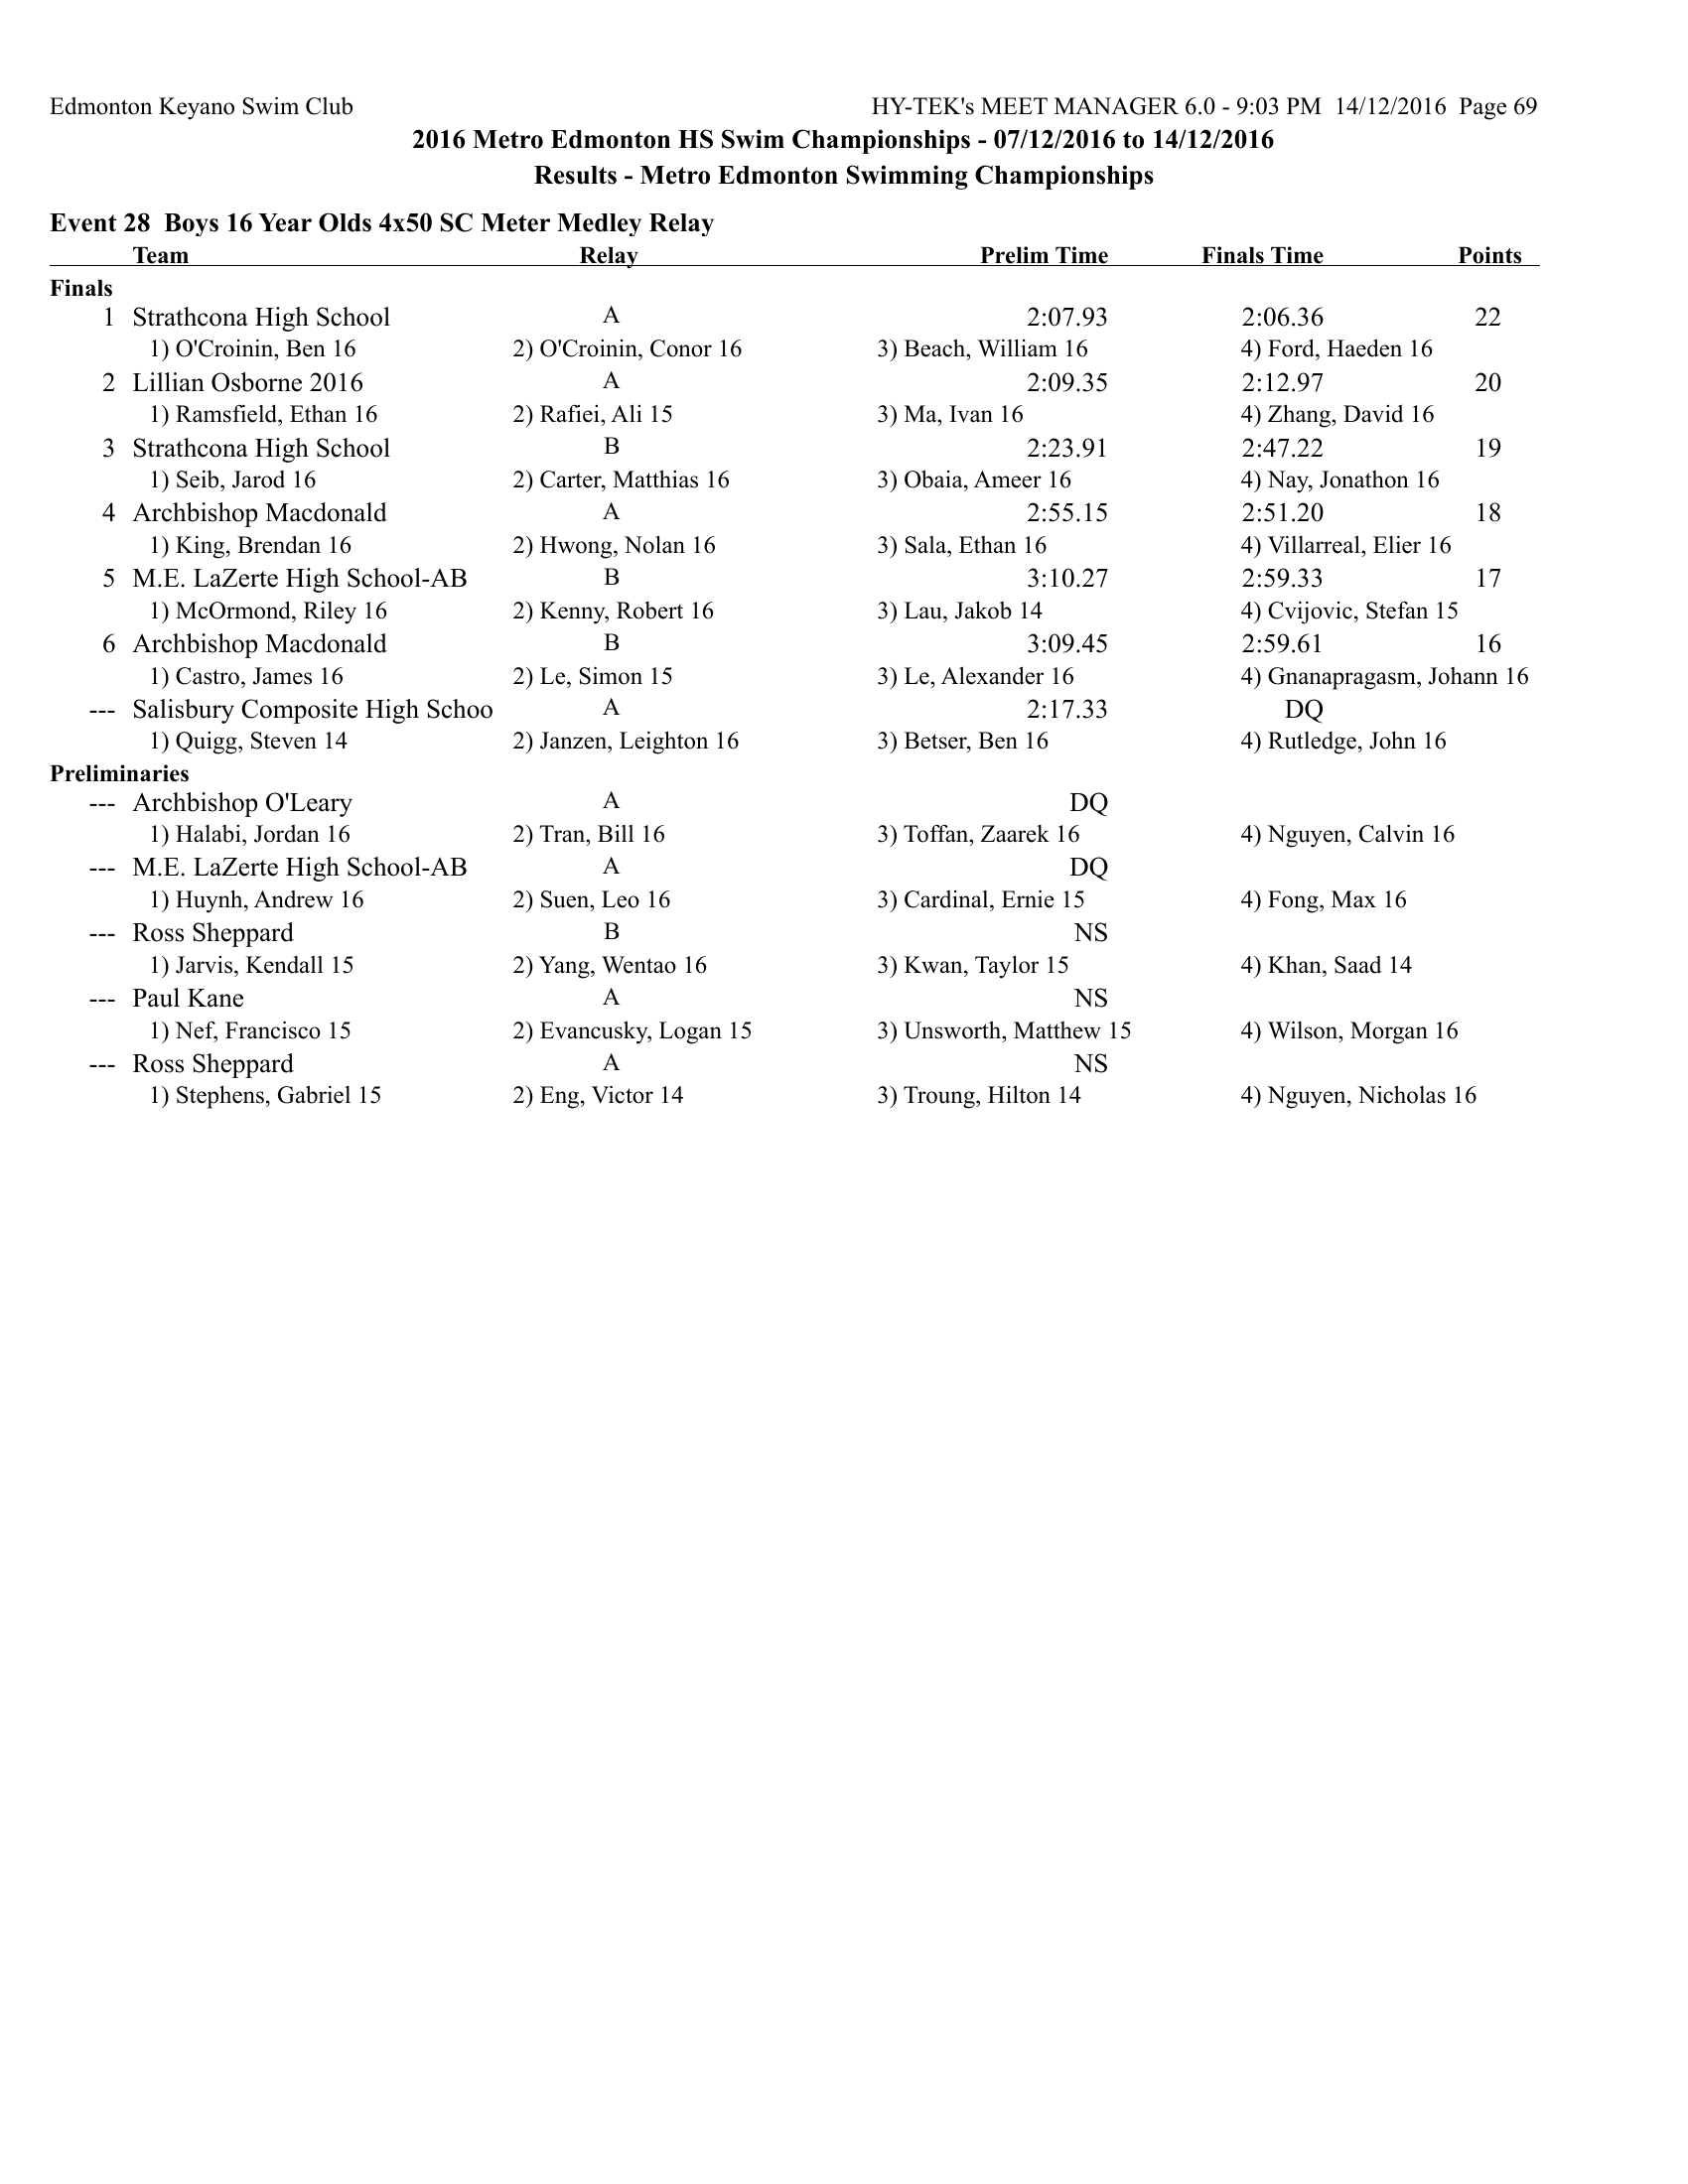 Edmonton Keyano Swim Club HY-TEK's MEET MANAGER 6.0 - 9:03 PM 14/12/2016 Page 69
2016 Metro Edmonton HS Swim Championships - 07/12/2016 to 14/12/2016
Results - Metro Edmonton Swimming Championships
Event 28 Boys 16 Year Olds 4x50 SC Meter Medley Relay
Team Relay Prelim Time Finals Time Points
Finals
1 Strathcona High School A 2:07.93 2:06.36 22
1) O'Croinin, Ben 16 2) O'Croinin, Conor 16 3) Beach, William 16 4) Ford, Haeden 16
2 Lillian Osborne 2016 A 2:09.35 2:12.97 20
1) Ramsfield, Ethan 16 2) Rafiei, Ali 15 3) Ma, Ivan 16 4) Zhang, David 16
3 Strathcona High School B 2:23.91 2:47.22 19
1) Seib, Jarod 16 2) Carter, Matthias 16 3) Obaia, Ameer 16 4) Nay, Jonathon 16
4 Archbishop Macdonald A 2:55.15 2:51.20 18
1) King, Brendan 16 2) Hwong, Nolan 16 3) Sala, Ethan 16 4) Villarreal, Elier 16
5 M.E. LaZerte High School-AB B 3:10.27 2:59.33 17
1) McOrmond, Riley 16 2) Kenny, Robert 16 3) Lau, Jakob 14 4) Cvijovic, Stefan 15
6 Archbishop Macdonald B 3:09.45 2:59.61 16
1) Castro, James 16 2) Le, Simon 15 3) Le, Alexander 16 4) Gnanapragasm, Johann 16
--- Salisbury Composite High Schoo A 2:17.33 DQ
1) Quigg, Steven 14 2) Janzen, Leighton 16 3) Betser, Ben 16 4) Rutledge, John 16
Preliminaries
--- Archbishop O'Leary A DQ
1) Halabi, Jordan 16 2) Tran, Bill 16 3) Toffan, Zaarek 16 4) Nguyen, Calvin 16
--- M.E. LaZerte High School-AB A DQ
1) Huynh, Andrew 16 2) Suen, Leo 16 3) Cardinal, Ernie 15 4) Fong, Max 16
--- Ross Sheppard B NS
1) Jarvis, Kendall 15 2) Yang, Wentao 16 3) Kwan, Taylor 15 4) Khan, Saad 14
--- Paul Kane A NS
1) Nef, Francisco 15 2) Evancusky, Logan 15 3) Unsworth, Matthew 15 4) Wilson, Morgan 16
--- Ross Sheppard A NS
1) Stephens, Gabriel 15 2) Eng, Victor 14 3) Troung, Hilton 14 4) Nguyen, Nicholas 16